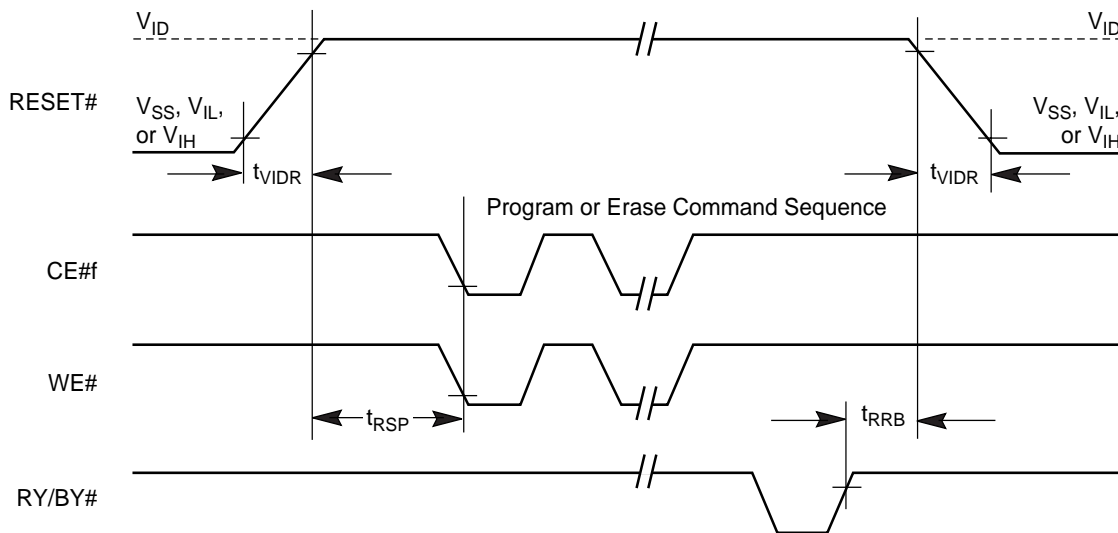 V_ID
V_ID
RESET#
V_SS, V_IL,
or V_IH
V_SS, V_IL,
or V_IH
t_VIDR
t_VIDR
Program or Erase Command Sequence
CE#f
WE#
t_RSP
t_RRB
RY/BY#